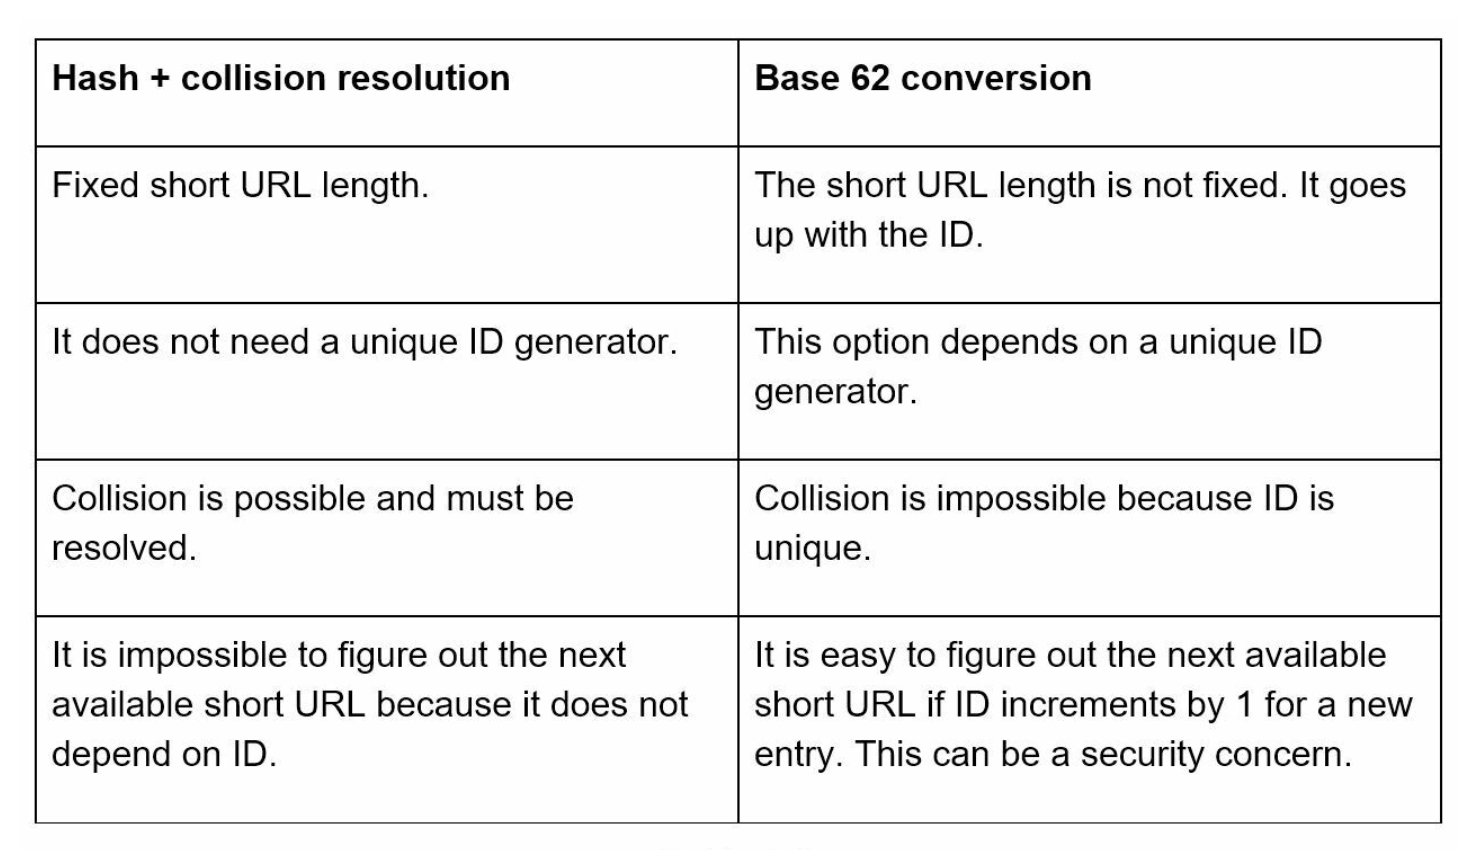 Hash + collision resolution
Base 62 conversion
Fixed short URL length.
The short URL length is not fixed. It goes
up with the ID.
It does not need a unique ID generator.
This option depends on a unique ID
generator.
Collision is possible and must be
resolved.
Collision is impossible because ID is
unique.
It is impossible to figure out the next
available short URL because it does not
depend on ID.
It is easy to figure out the next available
short URL if ID increments by 1 for a new
entry. This can be a security concern.